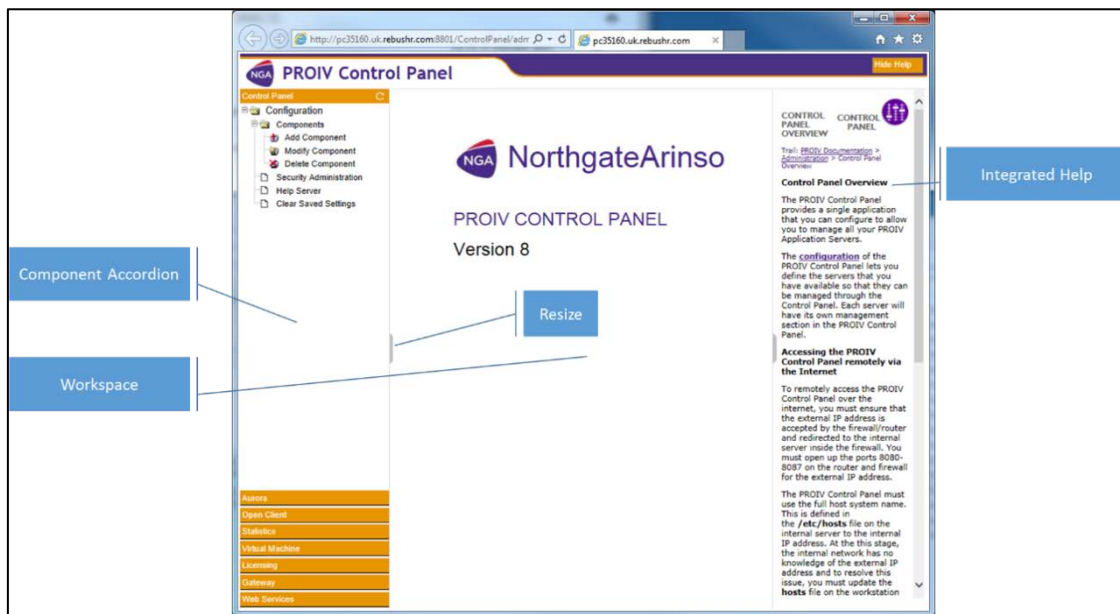 http://pc35160.uk.rebushr.com:8801/ControlPanel/adm
pc35160.uk.rebushr.com
NGA PROIV Control Panel
Hide Help
Control Panel
Configuration
Components
Add Component
Modify Component
Delete Component
Security Administration
Help Server
Clear Saved Settings
Aurora
Open Client
Statistics
Virtual Machine
Licensing
Gateway
Web Services
NGA NorthgateArinso
PROIV CONTROL PANEL
Version 8
CONTROL
PANEL
OVERVIEW
CONTROL
PANEL
Trail: PROIV Documentation >
Administration > Control Panel
Overview
Control Panel Overview
The PROIV Control Panel
provides a single application
that you can configure to allow
you to manage all your PROIV
Application Servers.
The configuration of the
PROIV Control Panel lets you
define the servers that you
have available so that they can
be managed through the
Control Panel. Each server will
have its own management
section in the PROIV Control
Panel.
Accessing the PROIV
Control Panel remotely via
the Internet
To remotely access the PROIV
Control Panel over the
internet, you must ensure that
the external IP address is
accepted by the firewall/router
and redirected to the internal
server inside the firewall. You
must open up the ports 8080-
8087 on the router and firewall
for the external IP address.
The PROIV Control Panel must
use the full host system name.
This is defined in
the /etc/hosts file on the
internal server to the internal
IP address. At the this stage,
the internal network has no
knowledge of the external IP
address and to resolve this
issue, you must update the
hosts file on the workstation
Component Accordion
Workspace
Resize
Integrated Help